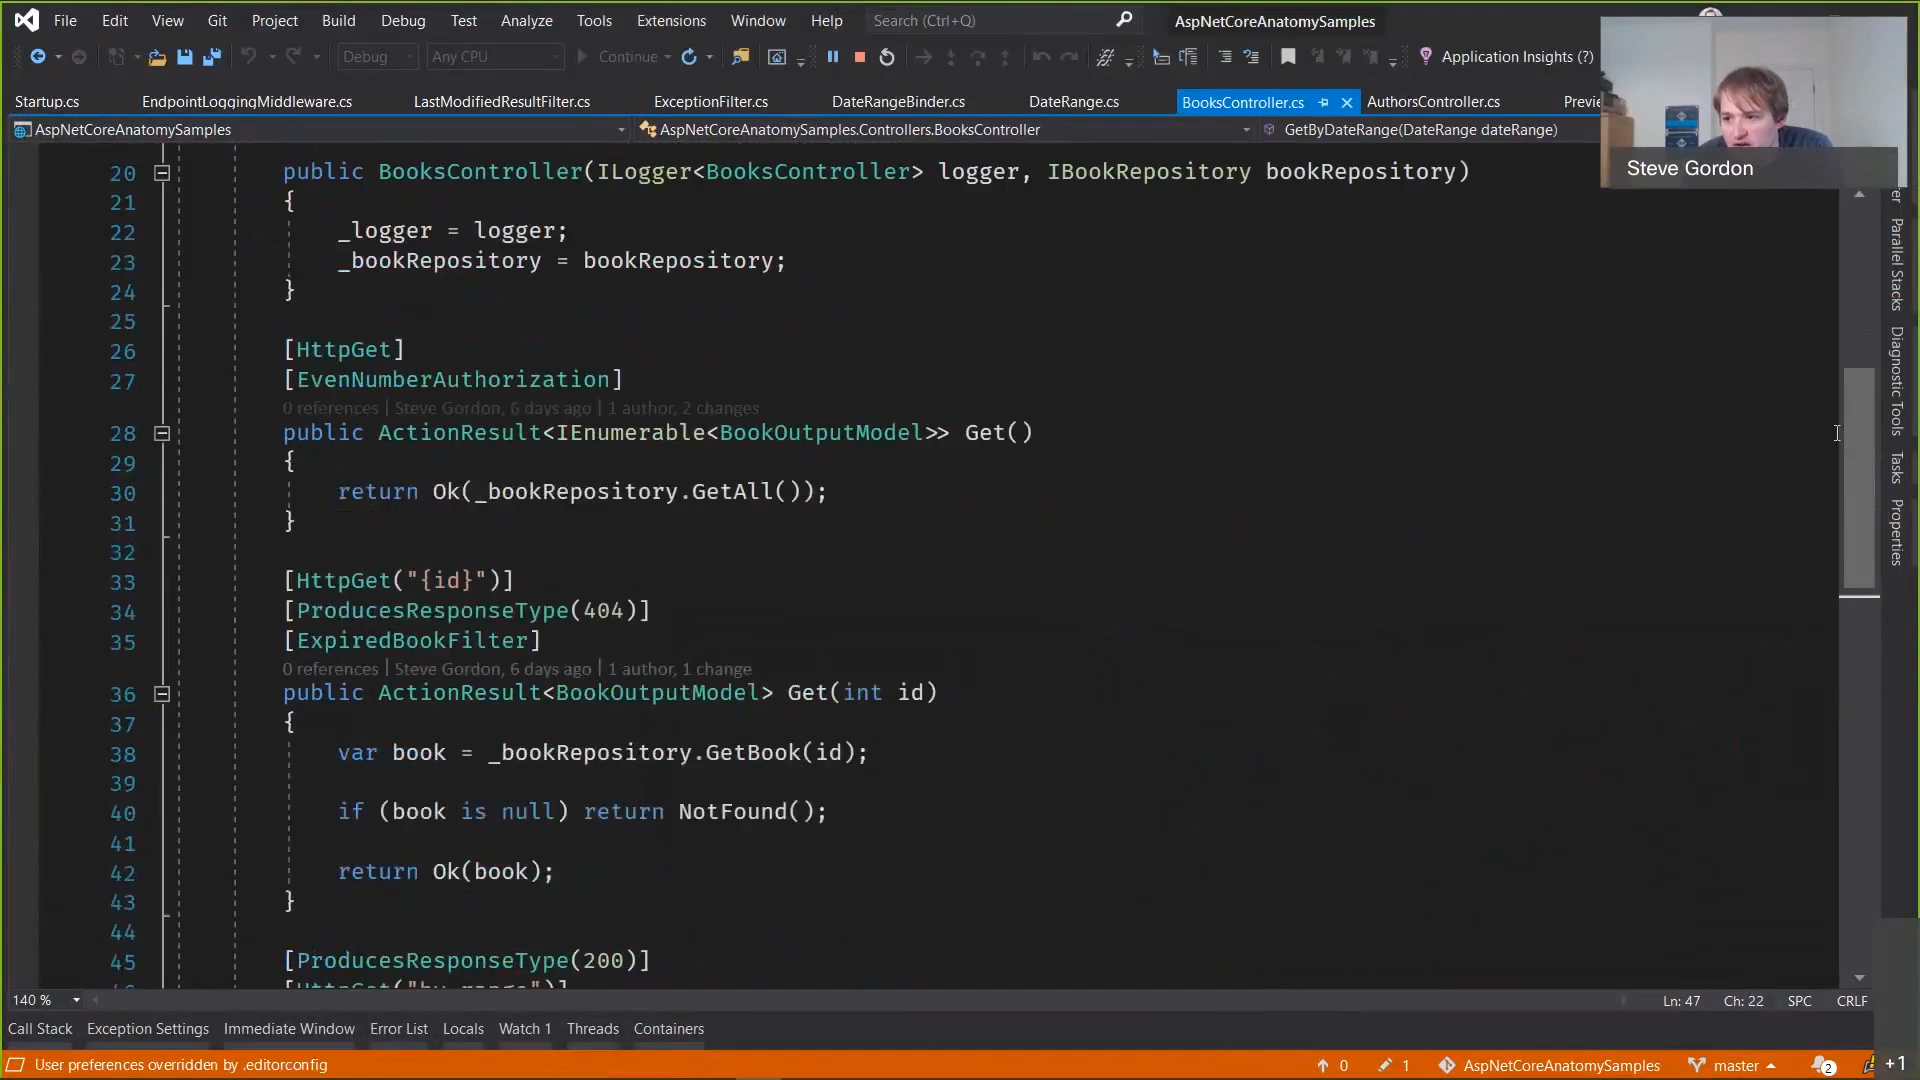 File Edit View Git Project Build Debug Test Analyze Tools Extensions Window Help Search (Ctrl+Q) AspNetCoreAnatomySamples
Debug Any CPU Continue Application Insights (?)
Startup.cs EndpointLoggingMiddleware.cs LastModifiedResultFilter.cs ExceptionFilter.cs DateRangeBinder.cs DateRange.cs BooksController.cs AuthorsController.cs Previe
AspNetCoreAnatomySamples AspNetCoreAnatomySamples.Controllers.BooksController GetByDateRange(DateRange dateRange)
Steve Gordon
20 public BooksController(ILogger<BooksController> logger, IBookRepository bookRepository)
21 {
22 _logger = logger;
23 _bookRepository = bookRepository;
24 }
25
26 [HttpGet]
27 [EvenNumberAuthorization]
0 references | Steve Gordon, 6 days ago | 1 author, 2 changes
28 public ActionResult<IEnumerable<BookOutputModel>> Get()
29 {
30 return Ok(_bookRepository.GetAll());
31 }
32
33 [HttpGet("{id}")]
34 [ProducesResponseType(404)]
35 [ExpiredBookFilter]
0 references | Steve Gordon, 6 days ago | 1 author, 1 change
36 public ActionResult<BookOutputModel> Get(int id)
37 {
38 var book = _bookRepository.GetBook(id);
39
40 if (book is null) return NotFound();
41
42 return Ok(book);
43 }
44
45 [ProducesResponseType(200)]
[HttpGet("by-range")]
Parallel Stacks
Diagnostic Tools
Tasks
Properties
140 % Ln: 47 Ch: 22 SPC CRLF
Call Stack Exception Settings Immediate Window Error List Locals Watch 1 Threads Containers
User preferences overridden by .editorconfig 0 1 AspNetCoreAnatomySamples master 2 +1